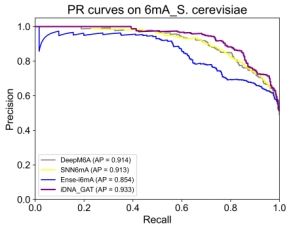 PR curves on 6mA_S. cerevisiae
Precision
1.0
0.8
0.6
0.4
0.2
0.0
DeepM6A (AP = 0.914)
SNN6mA (AP = 0.913)
Ense-i6mA (AP = 0.854)
iDNA_GAT (AP = 0.933)
0.0 0.2 0.4 0.6 0.8 1.0
Recall